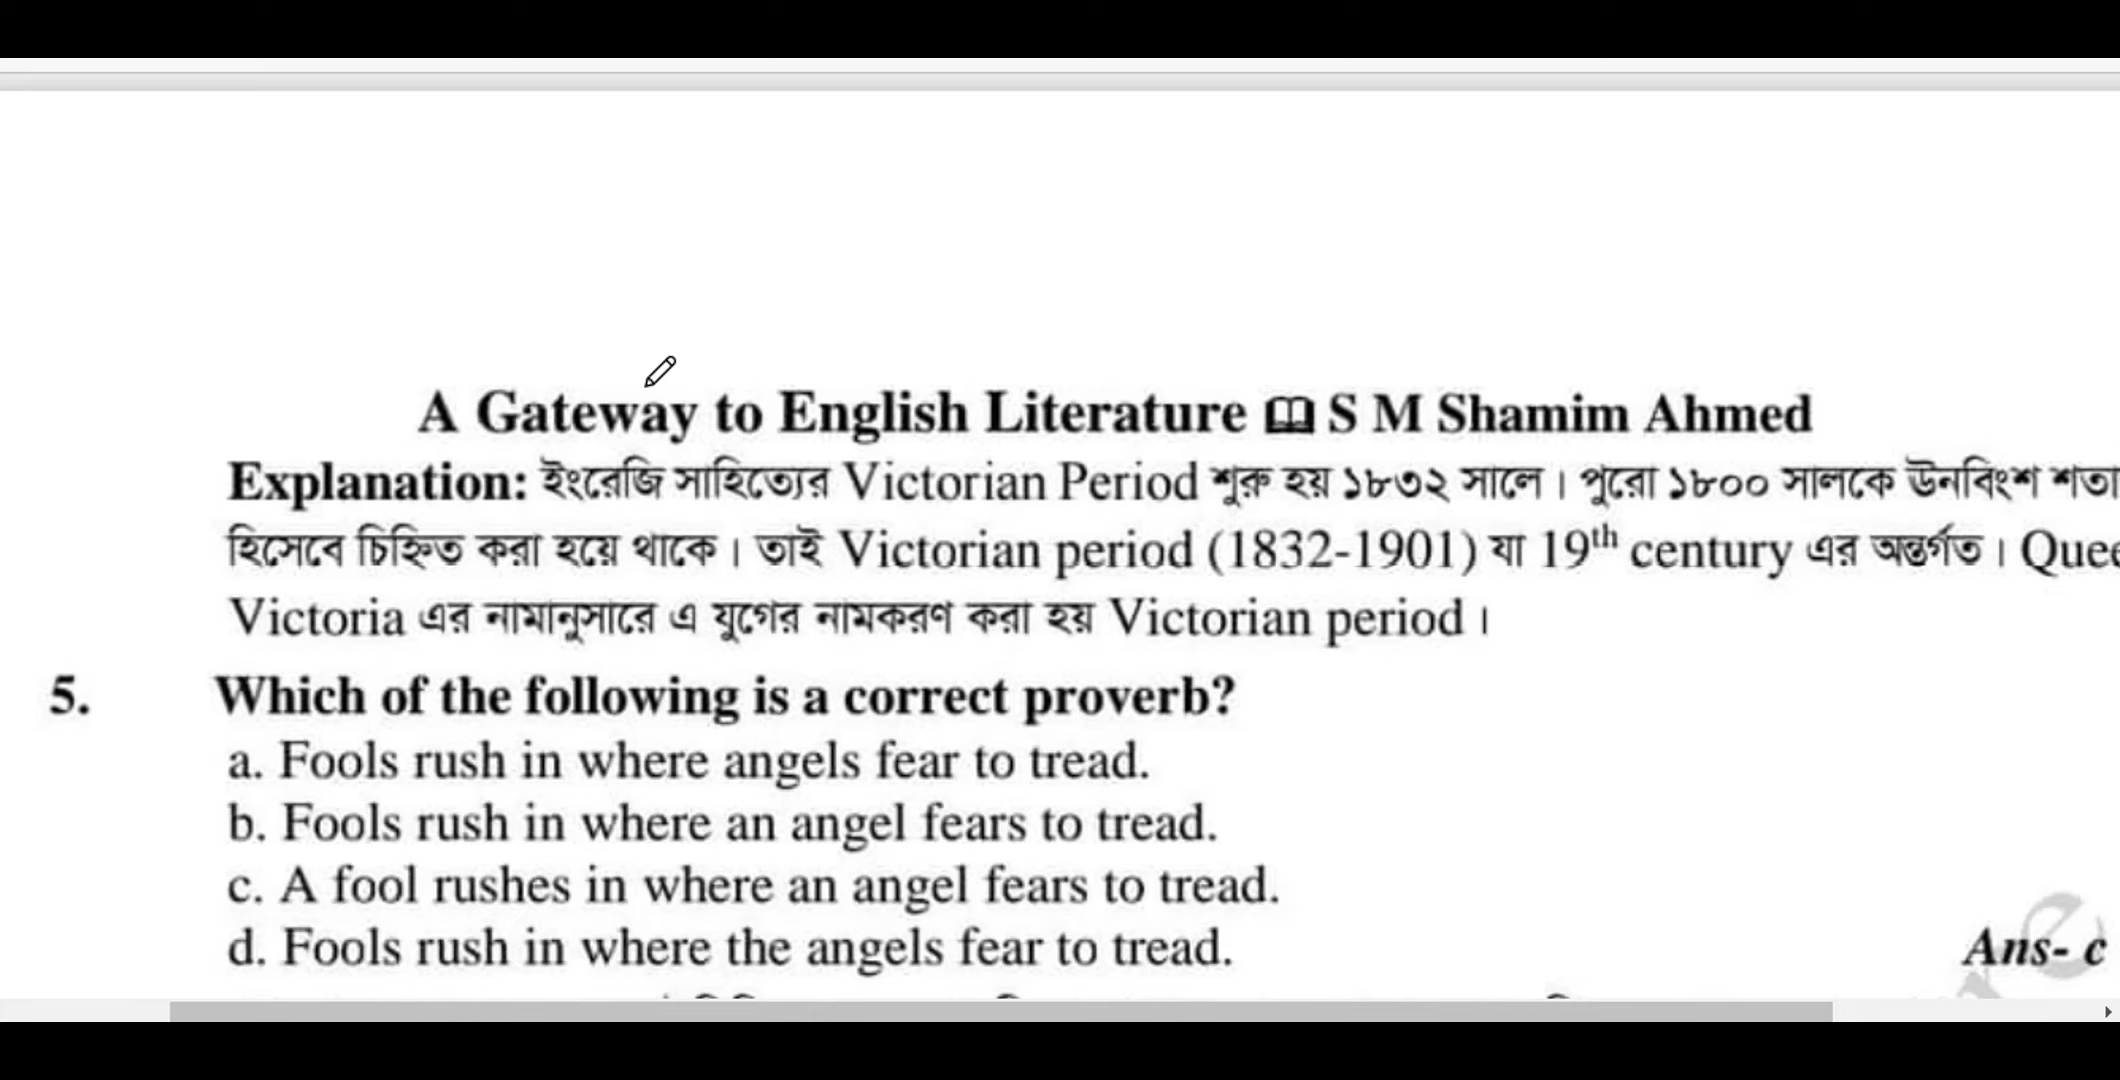 A Gateway to English Literature 🕮 S M Shamim Ahmed
Explanation: ইংরেজি সাহিত্যের Victorian Period শুরু হয় ১৮৩২ সালে। পুরো ১৮০০ সালকে ঊনবিংশ শতা
হিসেবে চিহ্নিত করা হয়ে থাকে। তাই Victorian period (1832-1901) যা 19th century এর অন্তর্গত। Quee
Victoria এর নামানুসারে এ যুগের নামকরণ করা হয় Victorian period।
5. Which of the following is a correct proverb?
a. Fools rush in where angels fear to tread.
b. Fools rush in where an angel fears to tread.
c. A fool rushes in where an angel fears to tread.
d. Fools rush in where the angels fear to tread. Ans- c